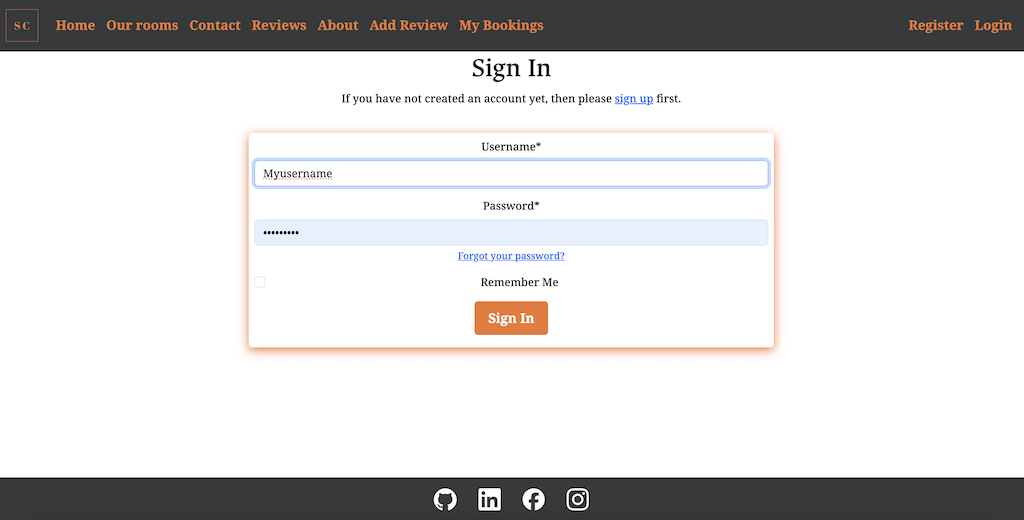 SC Home Our rooms Contact Reviews About Add Review My Bookings Register Login
Sign In
If you have not created an account yet, then please sign up first.
Username*
Myusername
Password*
•••••••••
Forgot your password?
Remember Me
Sign In
in